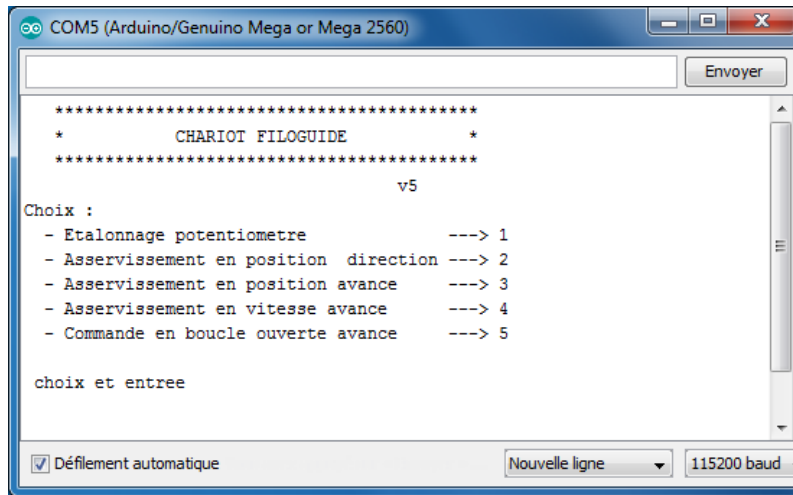 COM5 (Arduino/Genuino Mega or Mega 2560)
Envoyer
******************************************
* CHARIOT FILOGUIDE *
******************************************
v5
Choix :
- Etalonnage potentiometre ---> 1
- Asservissement en position direction ---> 2
- Asservissement en position avance ---> 3
- Asservissement en vitesse avance ---> 4
- Commande en boucle ouverte avance ---> 5
choix et entree
Défilement automatique Nouvelle ligne 115200 baud